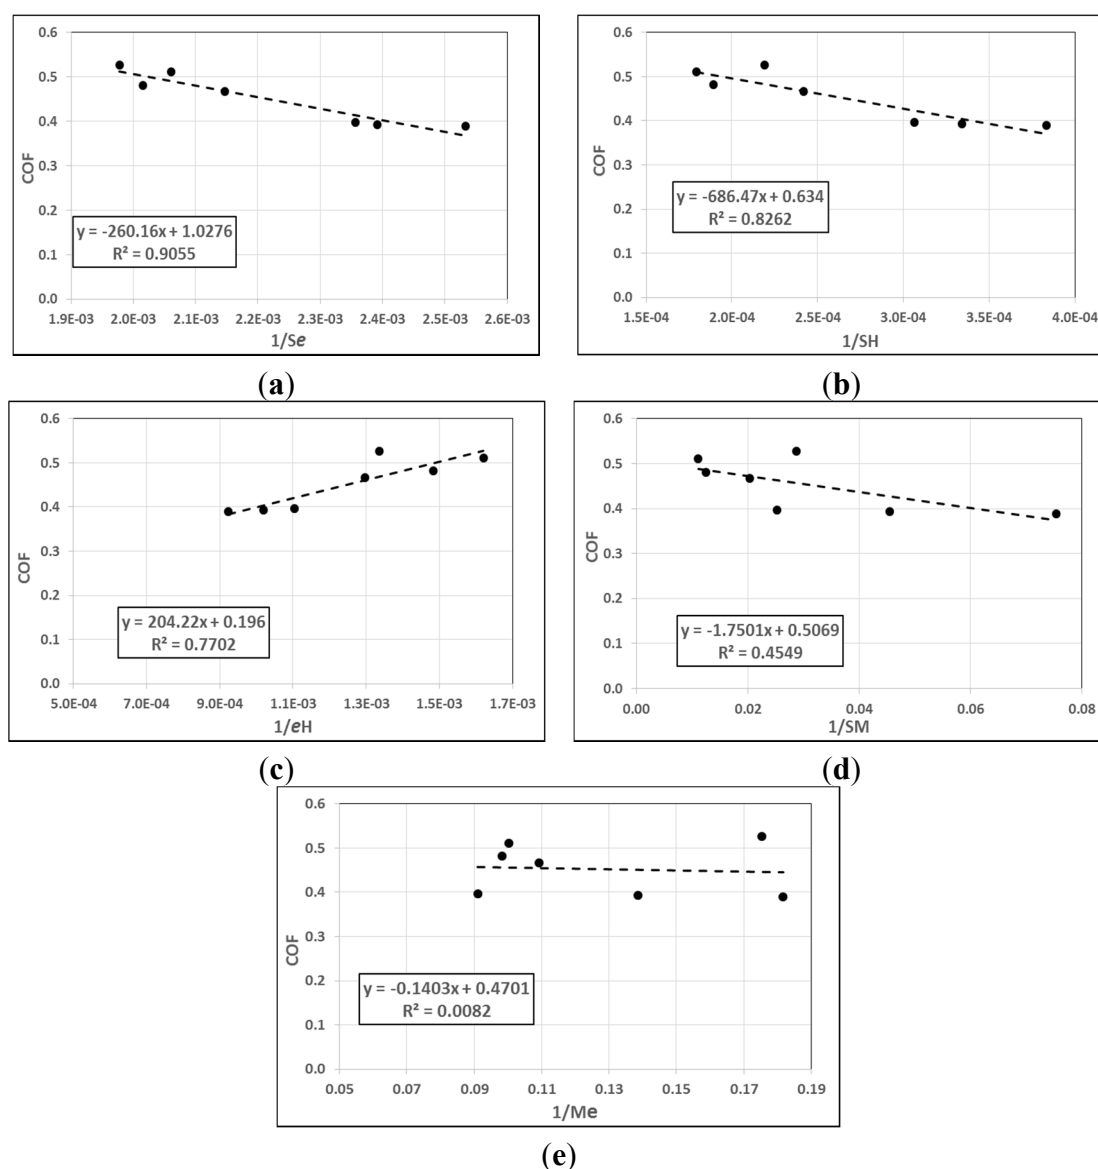 0.6
0.5
0.4
0.3
0.2
0.1
0.0
COF
y = -260.16x + 1.0276
R² = 0.9055
1.9E-03 2.0E-03 2.1E-03 2.2E-03 2.3E-03 2.4E-03 2.5E-03 2.6E-03
1/Se
(a)
0.6
0.5
0.4
0.3
0.2
0.1
0.0
COF
y = -686.47x + 0.634
R² = 0.8262
1.5E-04 2.0E-04 2.5E-04 3.0E-04 3.5E-04 4.0E-04
1/SH
(b)
0.6
0.5
0.4
0.3
0.2
0.1
0.0
COF
y = 204.22x + 0.196
R² = 0.7702
5.0E-04 7.0E-04 9.0E-04 1.1E-03 1.3E-03 1.5E-03 1.7E-03
1/eH
(c)
0.6
0.5
0.4
0.3
0.2
0.1
0.0
COF
y = -1.7501x + 0.5069
R² = 0.4549
0.00 0.02 0.04 0.06 0.08
1/SM
(d)
0.6
0.5
0.4
0.3
0.2
0.1
0.0
COF
y = -0.1403x + 0.4701
R² = 0.0082
0.05 0.07 0.09 0.11 0.13 0.15 0.17 0.19
1/Me
(e)